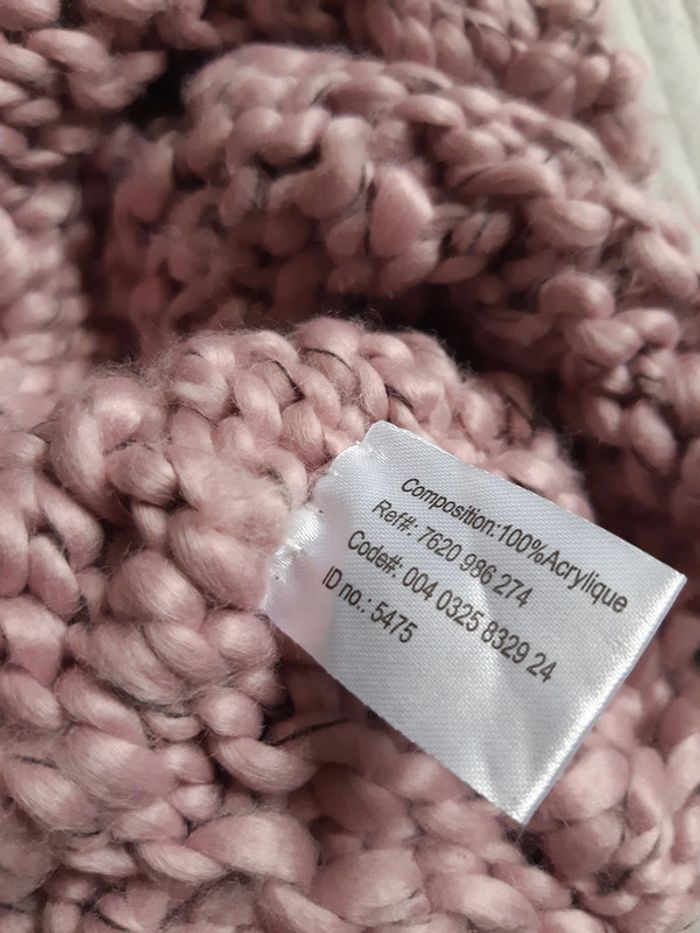 Composition:100%Acrylique
Ref#: 7620 986 274
Code#: 004 0325 8329 24
ID no.: 5475